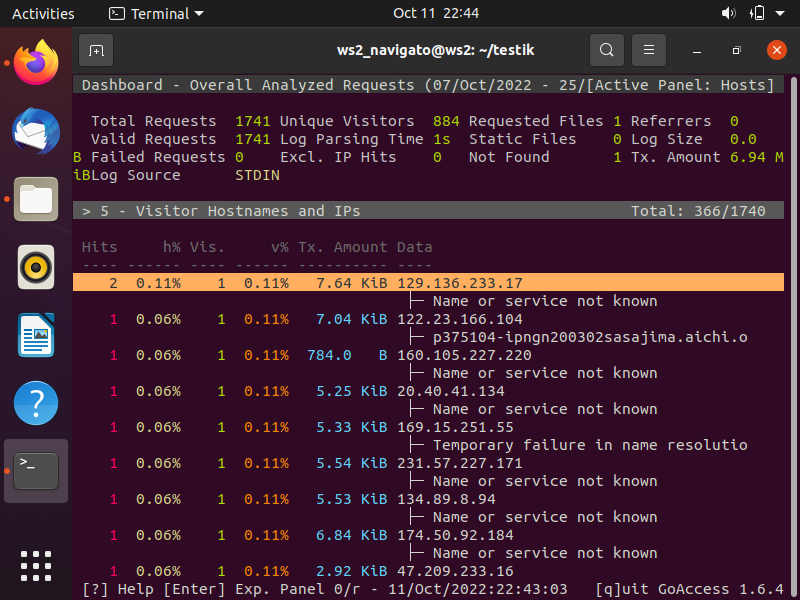 Activities Terminal Oct 11 22:44
ws2_navigato@ws2: ~/testik
Dashboard - Overall Analyzed Requests (07/Oct/2022 - 25/[Active Panel: Hosts]
Total Requests 1741 Unique Visitors 884 Requested Files 1 Referrers 0
Valid Requests 1741 Log Parsing Time 1s Static Files 0 Log Size 0.0
B Failed Requests 0 Excl. IP Hits 0 Not Found 1 Tx. Amount 6.94 M
iBLog Source STDIN
> 5 - Visitor Hostnames and IPs Total: 366/1740
Hits h% Vis. v% Tx. Amount Data
---- ------ ---- ------ ---------- ----
2 0.11% 1 0.11% 7.64 KiB 129.136.233.17
├─ Name or service not known
1 0.06% 1 0.11% 7.04 KiB 122.23.166.104
├─ p375104-ipngn200302sasajima.aichi.o
1 0.06% 1 0.11% 784.0 B 160.105.227.220
├─ Name or service not known
1 0.06% 1 0.11% 5.25 KiB 20.40.41.134
├─ Name or service not known
1 0.06% 1 0.11% 5.33 KiB 169.15.251.55
├─ Temporary failure in name resolutio
1 0.06% 1 0.11% 5.54 KiB 231.57.227.171
├─ Name or service not known
1 0.06% 1 0.11% 5.53 KiB 134.89.8.94
├─ Name or service not known
1 0.06% 1 0.11% 6.84 KiB 174.50.92.184
├─ Name or service not known
1 0.06% 1 0.11% 2.92 KiB 47.209.233.16
[?] Help [Enter] Exp. Panel 0/r - 11/Oct/2022:22:43:03 [q]uit GoAccess 1.6.4